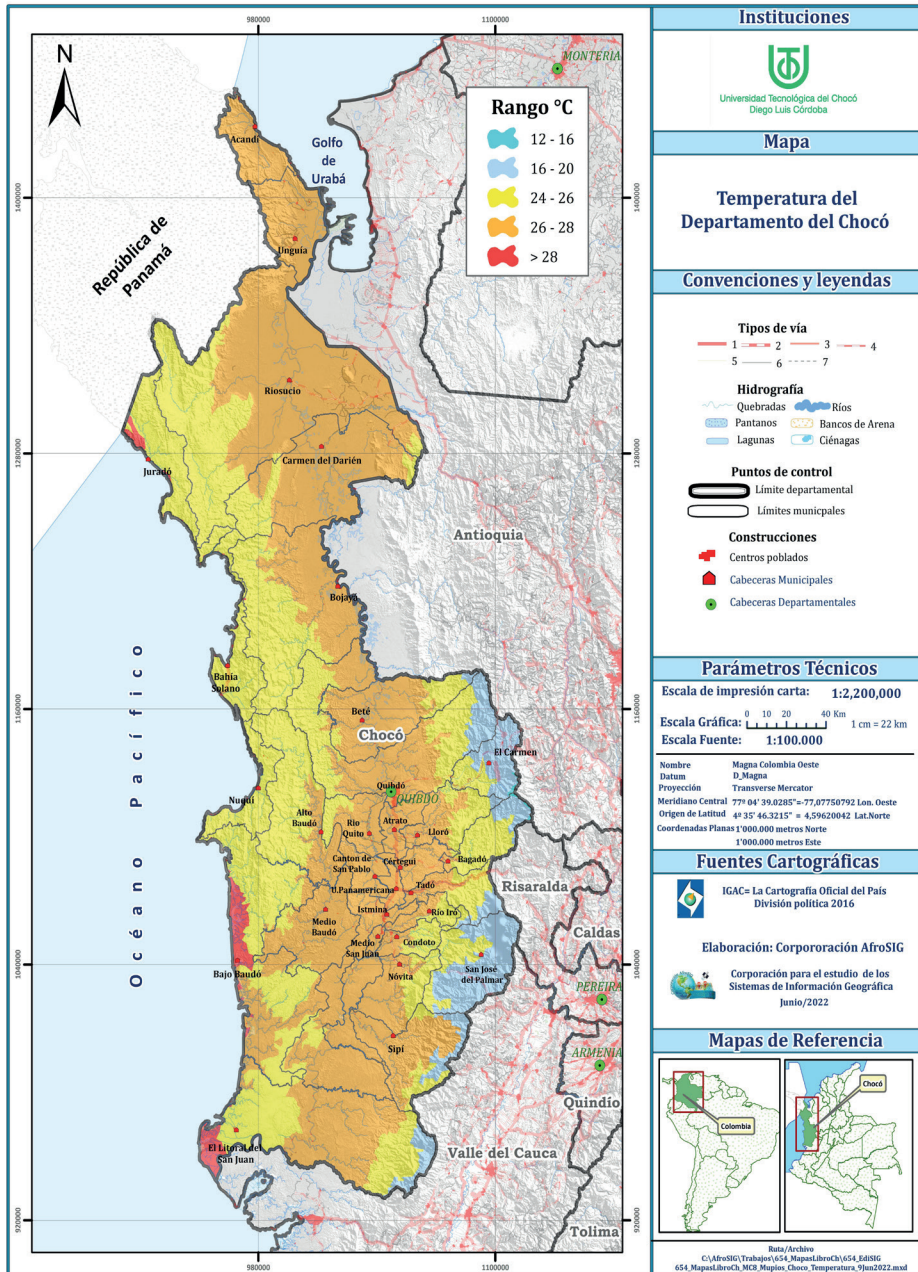 980000
1100000
N
MONTERIA
Golfo
de
Urabá
Rango °C
12 - 16
16 - 20
24 - 26
26 - 28
> 28
1400000
1400000
Acandí
Unguía
República de
Panamá
Riosucio
1280000
1280000
Carmen del Darién
Juradó
Antioquia
Bojayá
Bahía
Solano
1160000
1160000
Beté
Chocó
El Carmen
Océano Pacífico
Nuquí
Quibdó
QUIBDÓ
Alto
Baudó
Rio
Quito
Atrato
Lloró
Canton de
San Pablo
Cértegui
Bagadó
Risaralda
U.Panamericana
Tadó
Istmina
Río Iró
Medio
Baudó
Caldas
Medio
San Juan
Condoto
1040000
1040000
Bajo Baudó
Nóvita
San José
del Palmar
PEREIRA
Sipí
ARMENIA
Quindío
El Litoral del
San Juan
Valle del Cauca
920000
920000
Tolima
980000
1100000
Instituciones
Universidad Tecnológica del Chocó
Diego Luis Córdoba
Mapa
Temperatura del
Departamento del Chocó
Convenciones y leyendas
Tipos de vía
1 2 3 4
5 6 7
Hidrografía
Quebradas Ríos
Pantanos Bancos de Arena
Lagunas Ciénagas
Puntos de control
Límite departamental
Límites municpales
Construcciones
Centros poblados
Cabeceras Municipales
Cabeceras Departamentales
Parámetros Técnicos
Escala de impresión carta: 1:2,200,000
0 10 20 40 Km
Escala Gráfica: 1 cm = 22 km
Escala Fuente: 1:100.000
Nombre Magna Colombia Oeste
Datum D_Magna
Proyección Transverse Mercator
Meridiano Central 77º 04' 39.0285"=-77,07750792 Lon. Oeste
Origen de Latitud 4º 35' 46.3215" = 4,59620042 Lat.Norte
Coordenadas Planas 1'000.000 metros Norte
1'000.000 metros Este
Fuentes Cartográficas
IGAC= La Cartografía Oficial del País
División política 2016
Elaboración: Corpororación AfroSIG
Corporación para el estudio de los
Sistemas de Información Geográfica
Junio/2022
Mapas de Referencia
Colombia
Chocó
Ruta/Archivo
C:\AfroSIG\Trabajos\654_MapasLibroCh\654_EdiSIG
654_MapasLibroCh_MC8_Mupios_Choco_Temperatura_9Jun2022.mxd